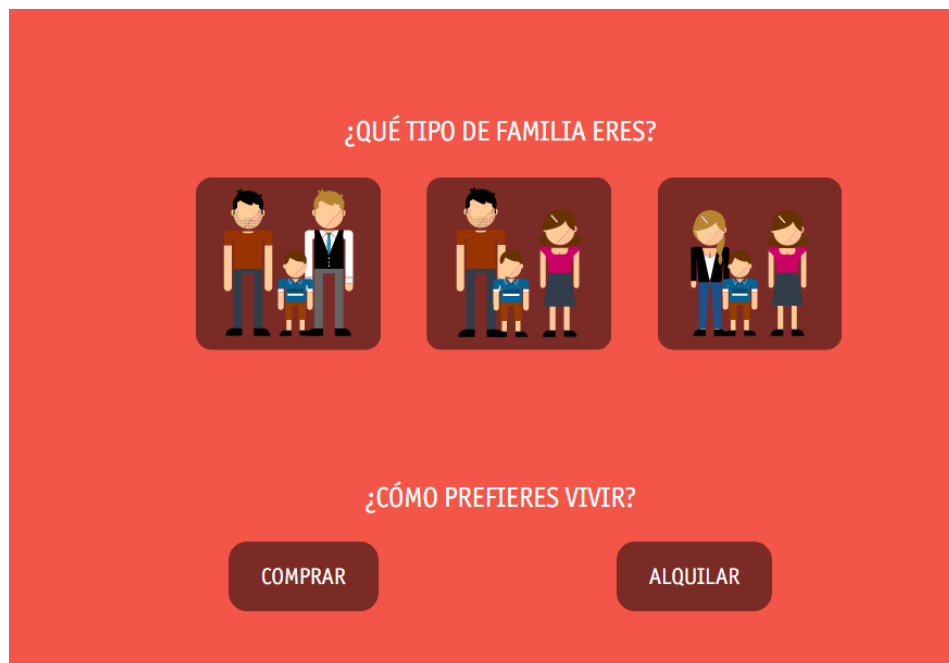 ¿QUÉ TIPO DE FAMILIA ERES?
¿CÓMO PREFIERES VIVIR?
COMPRAR
ALQUILAR